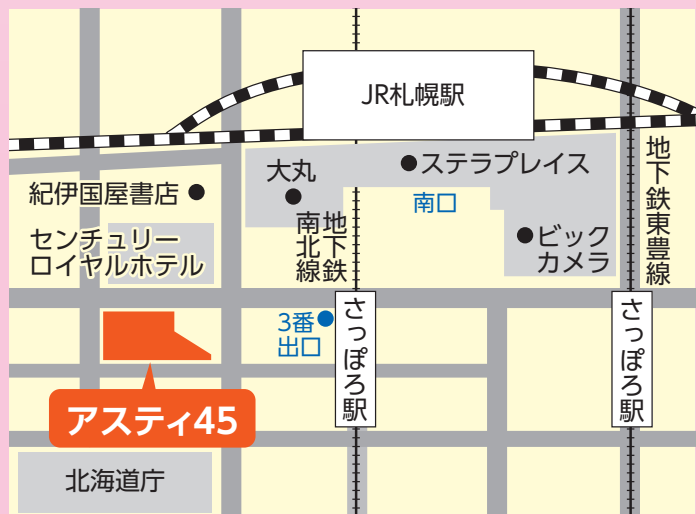 JR札幌駅
大丸
ステラプレイス
紀伊国屋書店
南口
地下鉄
南北線
地下鉄東豊線
ビック
カメラ
センチュリー
ロイヤルホテル
3番
出口
さっぽろ駅
さっぽろ駅
アスティ45
北海道庁